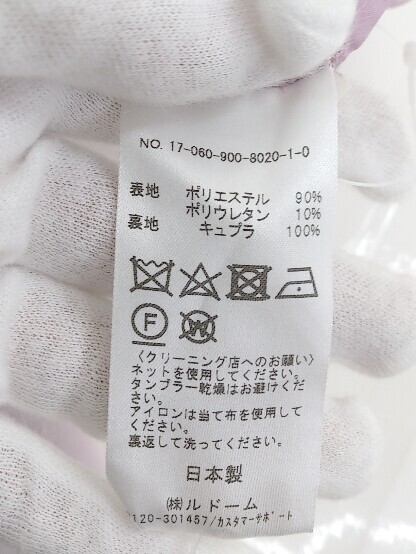 NO. 17-060-900-8020-1-0
表地 ポリエステル 90%
ポリウレタン 10%
裏地 キュプラ 100%
F W
〈クリーニング店へのお願い〉
ネットを使用してください。
タンブラー乾燥はお避けくださ
い。
アイロンは当て布を使用して
ください。
裏返して洗ってください。
日本製
㈱ルドーム
120-301457/カスタマーサポート